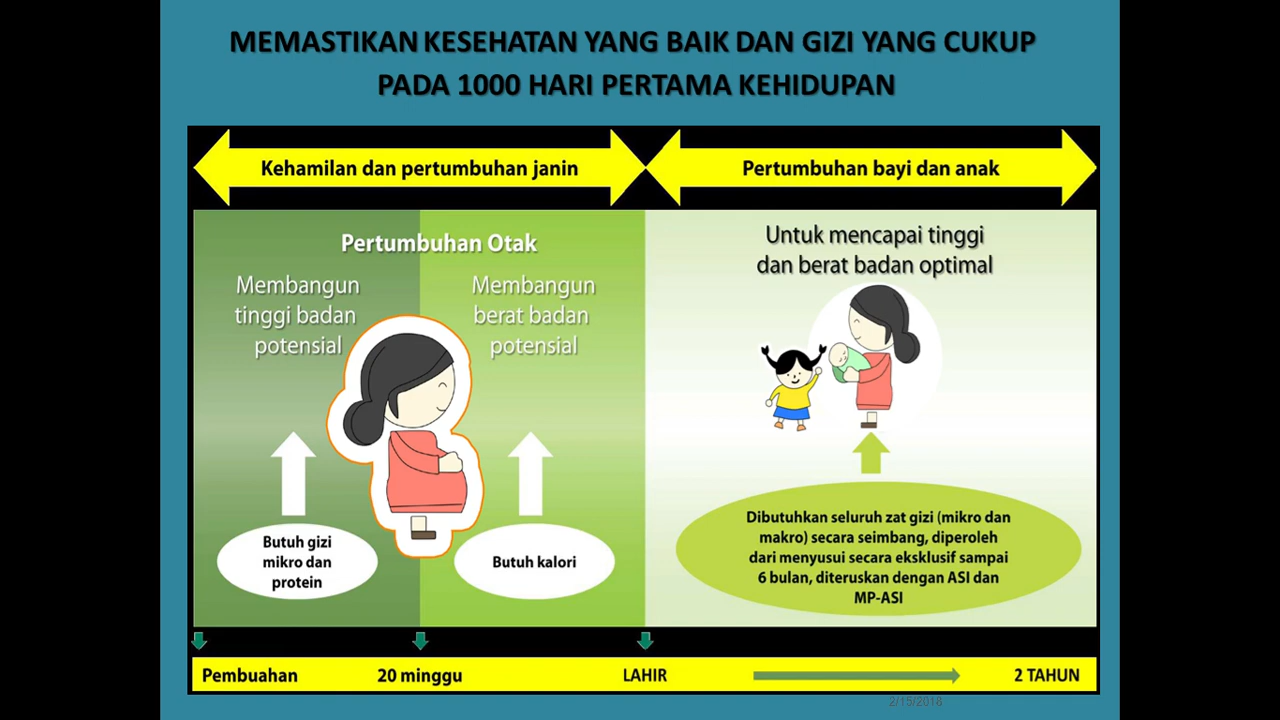 MEMASTIKAN KESEHATAN YANG BAIK DAN GIZI YANG CUKUP
PADA 1000 HARI PERTAMA KEHIDUPAN
Kehamilan dan pertumbuhan janin
Pertumbuhan bayi dan anak
Pertumbuhan Otak
Membangun
tinggi badan
potensial
Membangun
berat badan
potensial
Untuk mencapai tinggi
dan berat badan optimal
Butuh gizi
mikro dan
protein
Butuh kalori
Dibutuhkan seluruh zat gizi (mikro dan
makro) secara seimbang, diperoleh
dari menyusui secara eksklusif sampai
6 bulan, diteruskan dengan ASI dan
MP-ASI
Pembuahan
20 minggu
LAHIR
2 TAHUN
2/15/2018